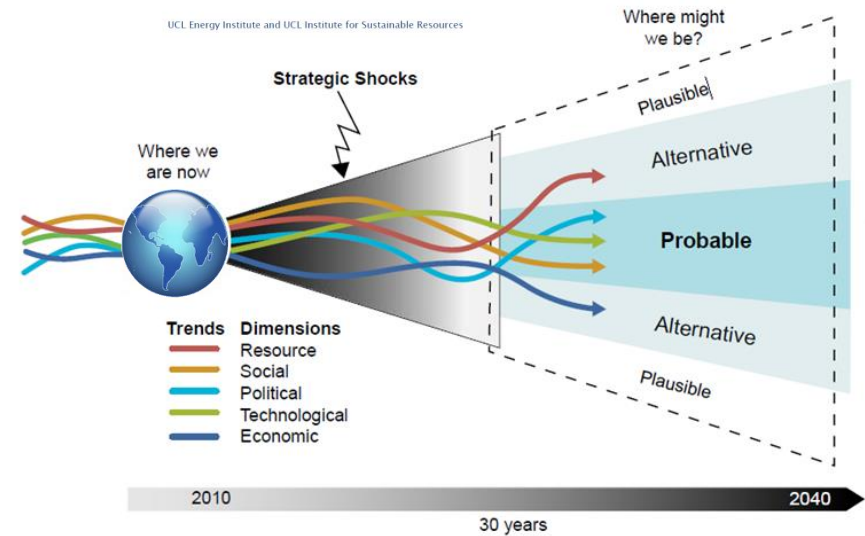 UCL Energy Institute and UCL Institute for Sustainable Resources
Where might
we be?
Strategic Shocks
Plausible
Where we
are now
Alternative
Probable
Trends Dimensions
Resource
Social
Political
Technological
Economic
Alternative
Plausible
2010
2040
30 years